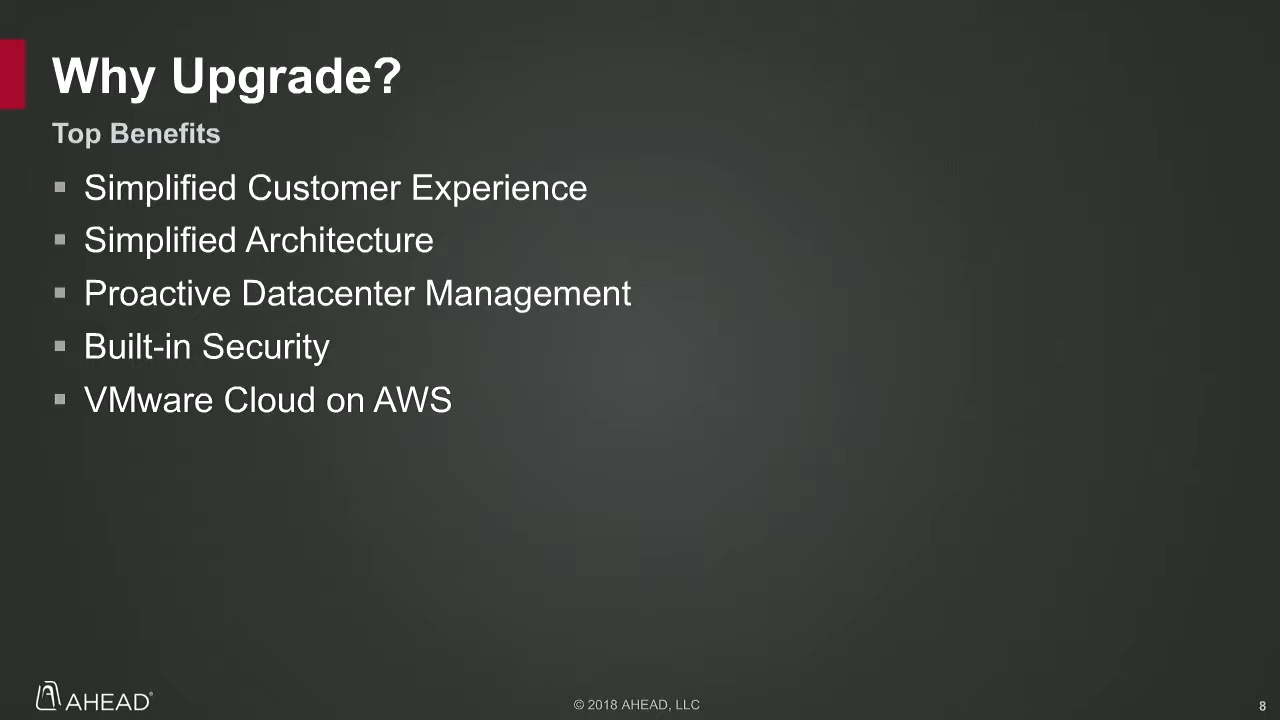 Why Upgrade?
Top Benefits
▪ Simplified Customer Experience
▪ Simplified Architecture
▪ Proactive Datacenter Management
▪ Built-in Security
▪ VMware Cloud on AWS
AHEAD®
© 2018 AHEAD, LLC
8